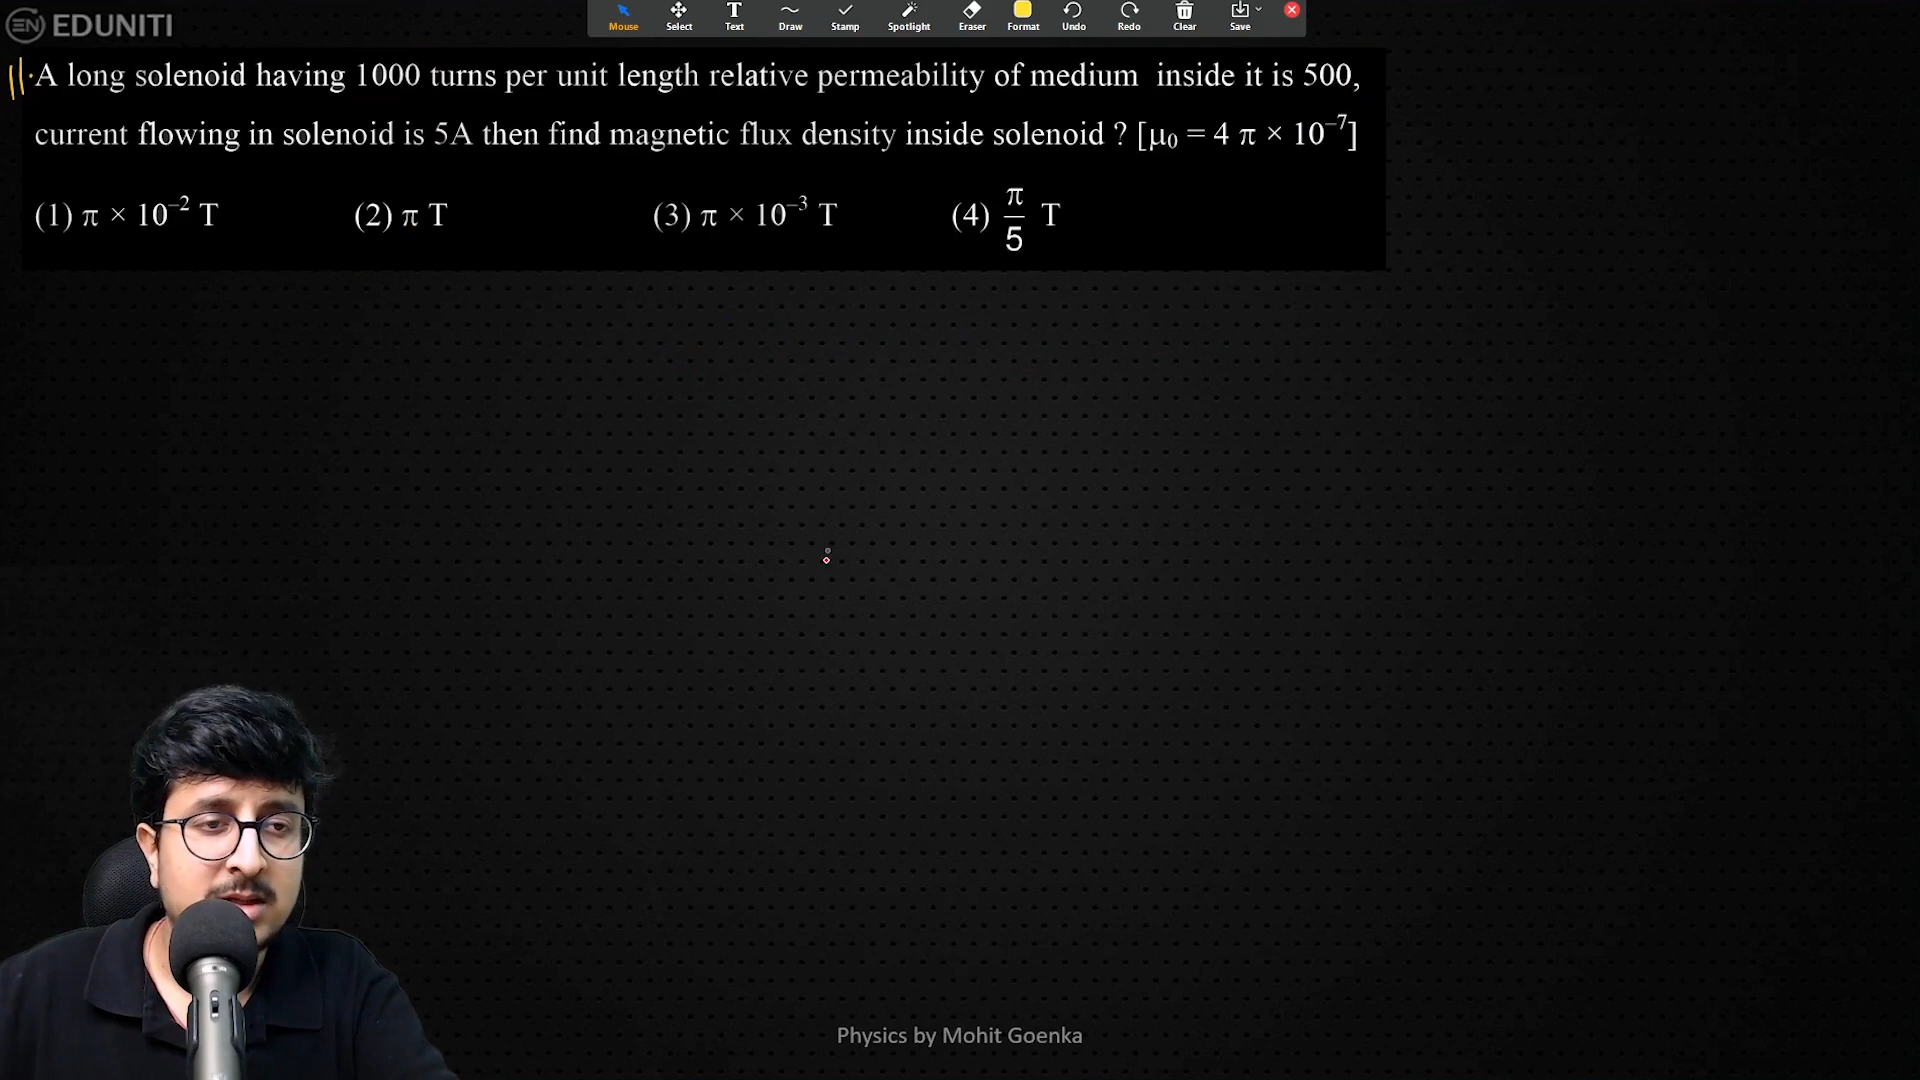 EN EDUNITI
Mouse Select Text Draw Stamp Spotlight Eraser Format Undo Redo Clear Save
11. A long solenoid having 1000 turns per unit length relative permeability of medium inside it is 500,
current flowing in solenoid is 5A then find magnetic flux density inside solenoid ? [μ₀ = 4 π × 10⁻⁷]
(1) π × 10⁻² T (2) π T (3) π × 10⁻³ T (4) π/5 T
Physics by Mohit Goenka